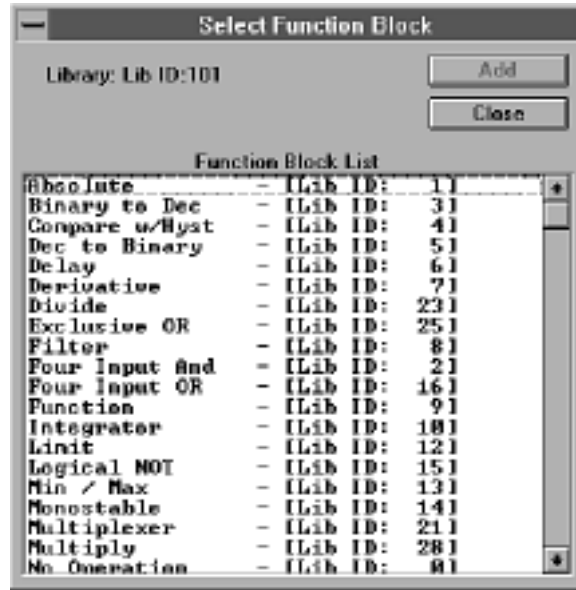 Select Function Block
Library: Lib ID:101
Add
Close
Function Block List
Absolute - [Lib ID: 1]
Binary to Dec - [Lib ID: 3]
Compare w/Hyst - [Lib ID: 4]
Dec to Binary - [Lib ID: 5]
Delay - [Lib ID: 6]
Derivative - [Lib ID: 7]
Divide - [Lib ID: 23]
Exclusive OR - [Lib ID: 25]
Filter - [Lib ID: 8]
Four Input And - [Lib ID: 2]
Four Input OR - [Lib ID: 16]
Function - [Lib ID: 9]
Integrator - [Lib ID: 10]
Limit - [Lib ID: 12]
Logical NOT - [Lib ID: 15]
Min / Max - [Lib ID: 13]
Monostable - [Lib ID: 14]
Multiplexer - [Lib ID: 21]
Multiply - [Lib ID: 28]
No Operation - [Lib ID: 0]